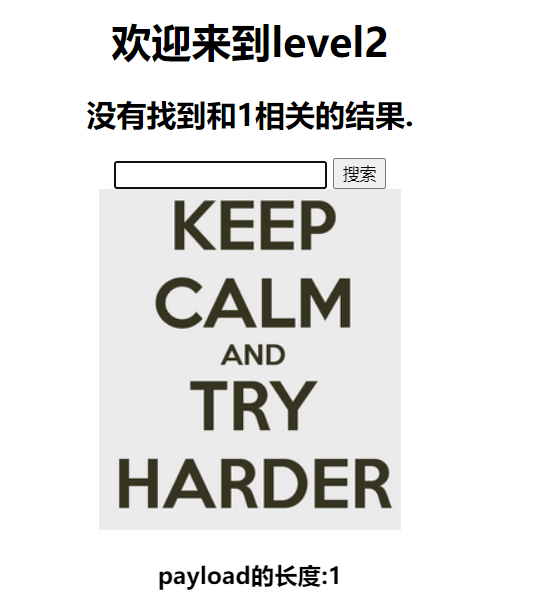 欢迎来到level2
没有找到和1相关的结果.
搜索
KEEP
CALM
AND
TRY
HARDER
payload的长度:1